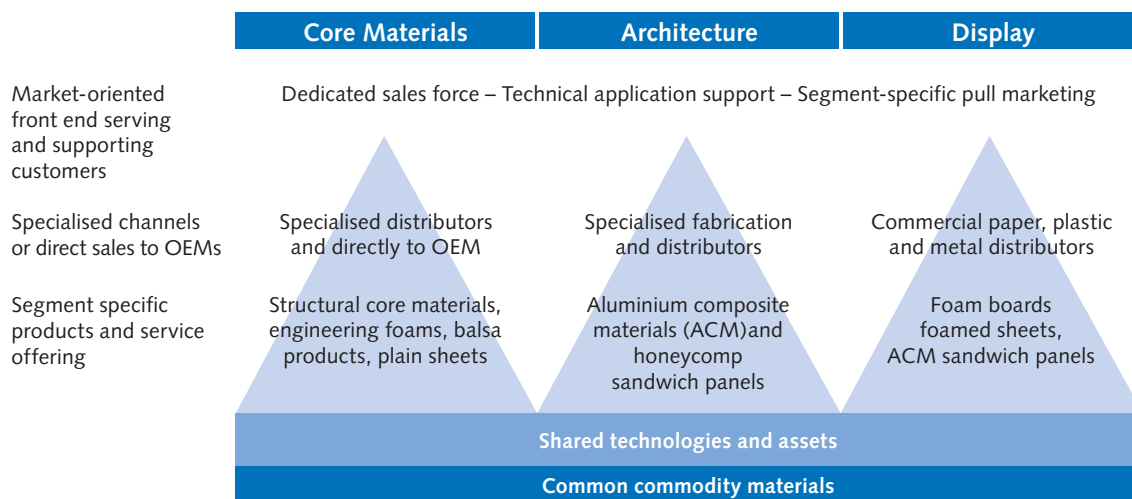 Core Materials
Architecture
Display
Market-oriented
front end serving
and supporting
customers
Dedicated sales force – Technical application support – Segment-specific pull marketing
Specialised channels
or direct sales to OEMs
Specialised distributors
and directly to OEM
Specialised fabrication
and distributors
Commercial paper, plastic
and metal distributors
Segment specific
products and service
offering
Structural core materials,
engineering foams, balsa
products, plain sheets
Aluminium composite
materials (ACM)and
honeycomp
sandwich panels
Foam boards
foamed sheets,
ACM sandwich panels
Shared technologies and assets
Common commodity materials